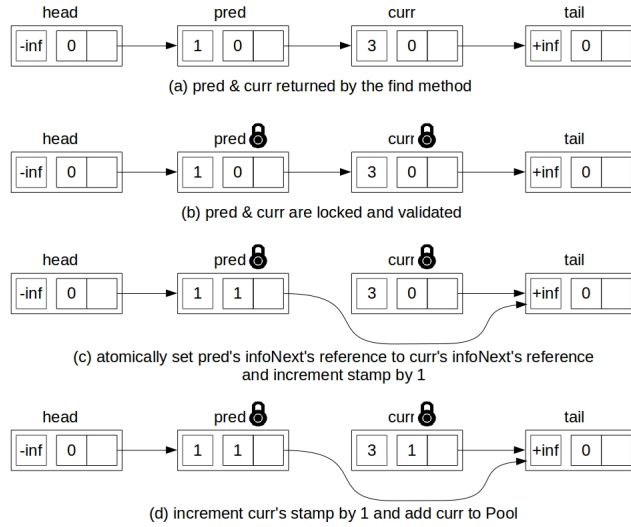 head pred curr tail
-inf 0 1 0 3 0 +inf 0
(a) pred & curr returned by the find method
head pred curr tail
-inf 0 1 0 3 0 +inf 0
(b) pred & curr are locked and validated
head pred curr tail
-inf 0 1 1 3 0 +inf 0
(c) atomically set pred's infoNext's reference to curr's infoNext's reference
and increment stamp by 1
head pred curr tail
-inf 0 1 1 3 1 +inf 0
(d) increment curr's stamp by 1 and add curr to Pool